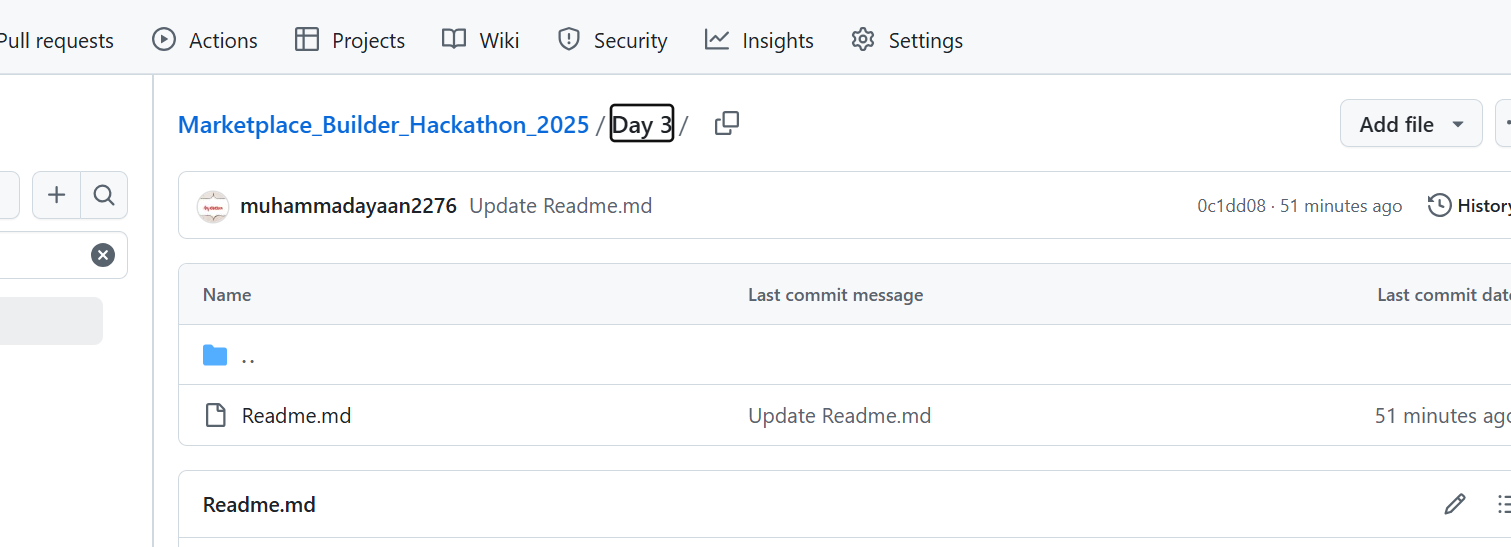 Pull requests Actions Projects Wiki Security Insights Settings
Marketplace_Builder_Hackathon_2025 / Day 3 /
Add file
muhammadayaan2276 Update Readme.md 0c1dd08 · 51 minutes ago History
Name Last commit message Last commit date
..
Readme.md Update Readme.md 51 minutes ago
Readme.md